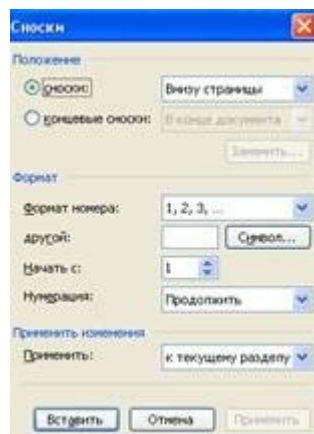 Сноски
Положение
сноски: Внизу страницы
концевые сноски: В конце документа
Заменить...
Формат
Формат номера: 1, 2, 3, ...
другой: Символ...
Начать с: 1
Нумерация: Продолжить
Применить изменения
Применить: к текущему разделу
Вставить Отмена Применить